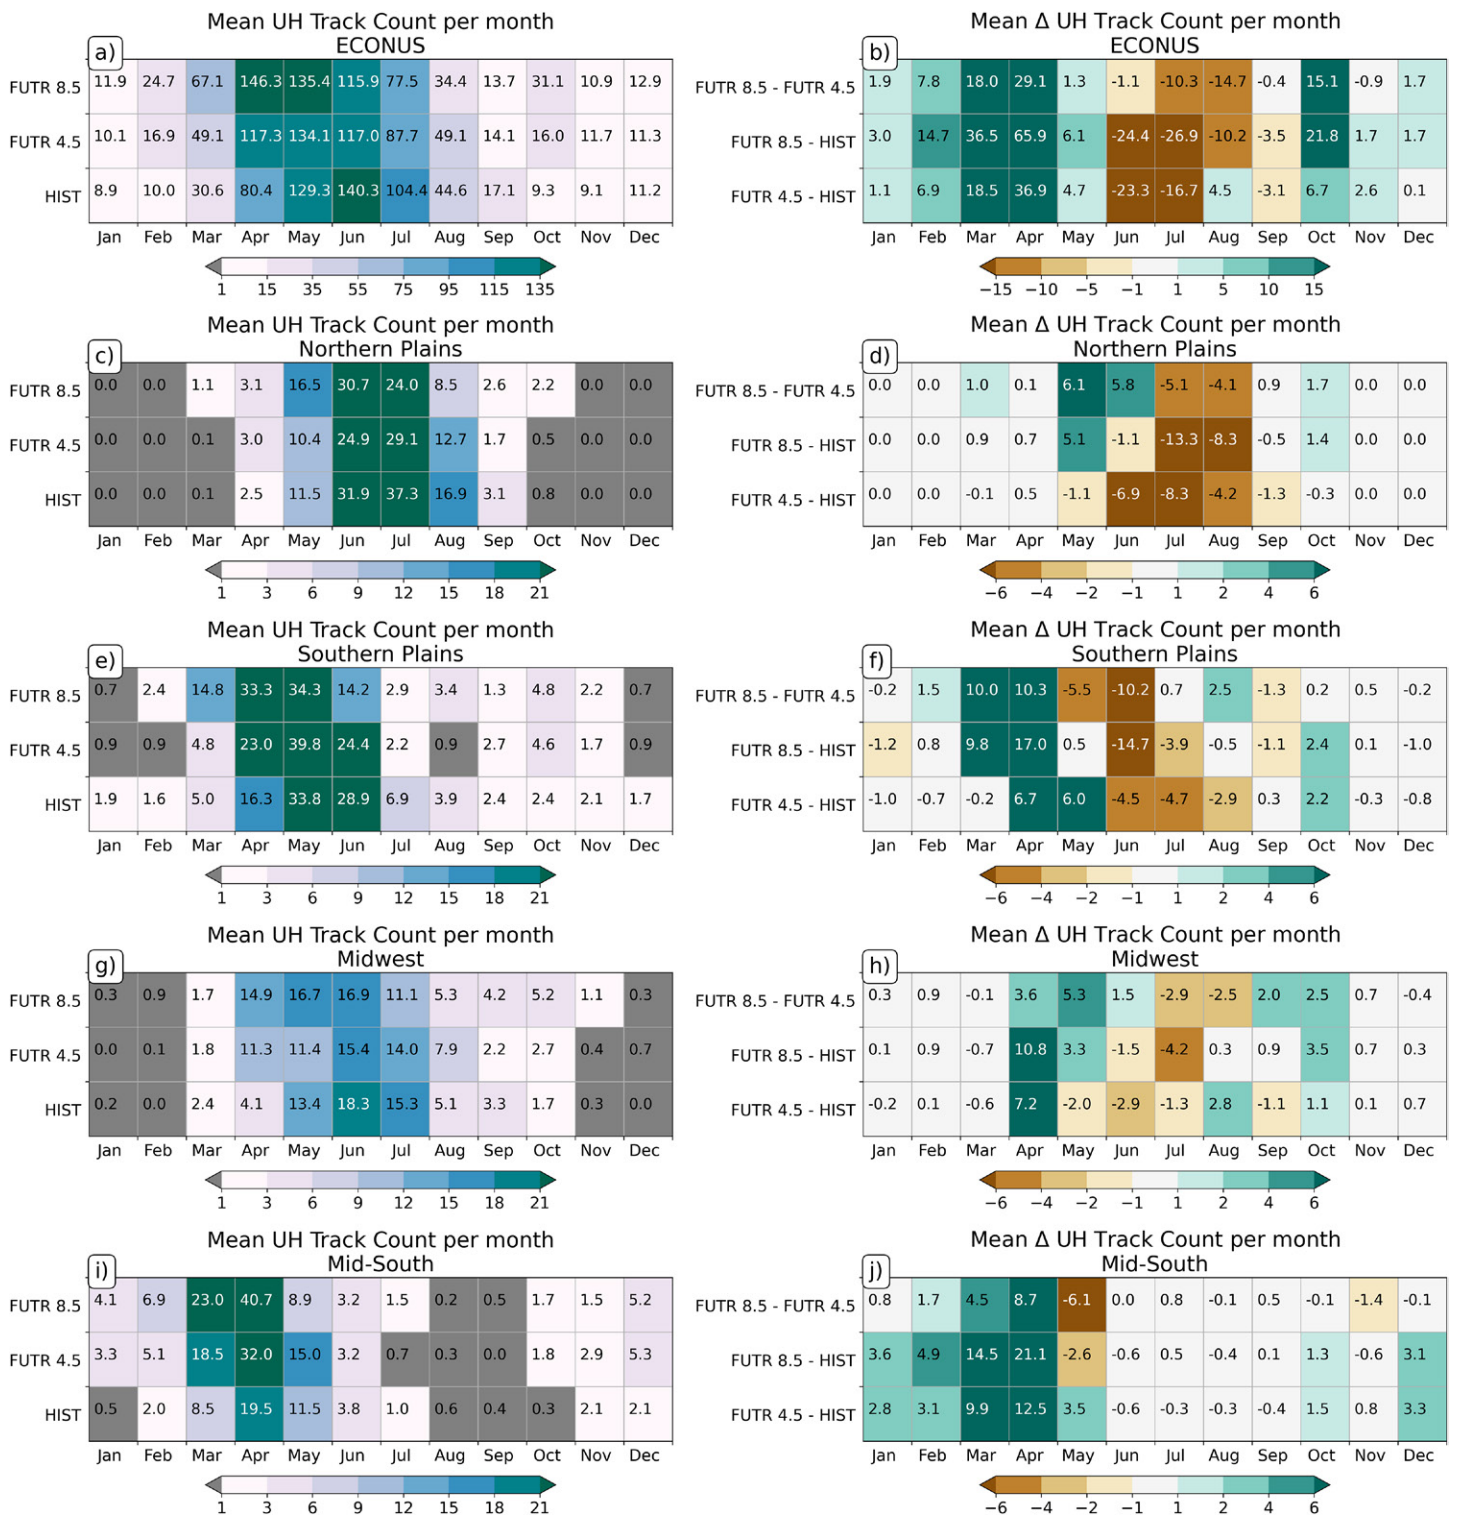 Mean UH Track Count per month
ECONUS
a)
FUTR 8.5 11.9 24.7 67.1 146.3 135.4 115.9 77.5 34.4 13.7 31.1 10.9 12.9
FUTR 4.5 10.1 16.9 49.1 117.3 134.1 117.0 87.7 49.1 14.1 16.0 11.7 11.3
HIST 8.9 10.0 30.6 80.4 129.3 140.3 104.4 44.6 17.1 9.3 9.1 11.2
Jan Feb Mar Apr May Jun Jul Aug Sep Oct Nov Dec
1 15 35 55 75 95 115 135
Mean Δ UH Track Count per month
ECONUS
b)
FUTR 8.5 - FUTR 4.5 1.9 7.8 18.0 29.1 1.3 -1.1 -10.3 -14.7 -0.4 15.1 -0.9 1.7
FUTR 8.5 - HIST 3.0 14.7 36.5 65.9 6.1 -24.4 -26.9 -10.2 -3.5 21.8 1.7 1.7
FUTR 4.5 - HIST 1.1 6.9 18.5 36.9 4.7 -23.3 -16.7 4.5 -3.1 6.7 2.6 0.1
Jan Feb Mar Apr May Jun Jul Aug Sep Oct Nov Dec
−15 −10 −5 −1 1 5 10 15
Mean UH Track Count per month
Northern Plains
c)
FUTR 8.5 0.0 0.0 1.1 3.1 16.5 30.7 24.0 8.5 2.6 2.2 0.0 0.0
FUTR 4.5 0.0 0.0 0.1 3.0 10.4 24.9 29.1 12.7 1.7 0.5 0.0 0.0
HIST 0.0 0.0 0.1 2.5 11.5 31.9 37.3 16.9 3.1 0.8 0.0 0.0
Jan Feb Mar Apr May Jun Jul Aug Sep Oct Nov Dec
1 3 6 9 12 15 18 21
Mean Δ UH Track Count per month
Northern Plains
d)
FUTR 8.5 - FUTR 4.5 0.0 0.0 1.0 0.1 6.1 5.8 -5.1 -4.1 0.9 1.7 0.0 0.0
FUTR 8.5 - HIST 0.0 0.0 0.9 0.7 5.1 -1.1 -13.3 -8.3 -0.5 1.4 0.0 0.0
FUTR 4.5 - HIST 0.0 0.0 -0.1 0.5 -1.1 -6.9 -8.3 -4.2 -1.3 -0.3 0.0 0.0
Jan Feb Mar Apr May Jun Jul Aug Sep Oct Nov Dec
−6 −4 −2 −1 1 2 4 6
Mean UH Track Count per month
Southern Plains
e)
FUTR 8.5 0.7 2.4 14.8 33.3 34.3 14.2 2.9 3.4 1.3 4.8 2.2 0.7
FUTR 4.5 0.9 0.9 4.8 23.0 39.8 24.4 2.2 0.9 2.7 4.6 1.7 0.9
HIST 1.9 1.6 5.0 16.3 33.8 28.9 6.9 3.9 2.4 2.4 2.1 1.7
Jan Feb Mar Apr May Jun Jul Aug Sep Oct Nov Dec
1 3 6 9 12 15 18 21
Mean Δ UH Track Count per month
Southern Plains
f)
FUTR 8.5 - FUTR 4.5 -0.2 1.5 10.0 10.3 -5.5 -10.2 0.7 2.5 -1.3 0.2 0.5 -0.2
FUTR 8.5 - HIST -1.2 0.8 9.8 17.0 0.5 -14.7 -3.9 -0.5 -1.1 2.4 0.1 -1.0
FUTR 4.5 - HIST -1.0 -0.7 -0.2 6.7 6.0 -4.5 -4.7 -2.9 0.3 2.2 -0.3 -0.8
Jan Feb Mar Apr May Jun Jul Aug Sep Oct Nov Dec
−6 −4 −2 −1 1 2 4 6
Mean UH Track Count per month
Midwest
g)
FUTR 8.5 0.3 0.9 1.7 14.9 16.7 16.9 11.1 5.3 4.2 5.2 1.1 0.3
FUTR 4.5 0.0 0.1 1.8 11.3 11.4 15.4 14.0 7.9 2.2 2.7 0.4 0.7
HIST 0.2 0.0 2.4 4.1 13.4 18.3 15.3 5.1 3.3 1.7 0.3 0.0
Jan Feb Mar Apr May Jun Jul Aug Sep Oct Nov Dec
1 3 6 9 12 15 18 21
Mean Δ UH Track Count per month
Midwest
h)
FUTR 8.5 - FUTR 4.5 0.3 0.9 -0.1 3.6 5.3 1.5 -2.9 -2.5 2.0 2.5 0.7 -0.4
FUTR 8.5 - HIST 0.1 0.9 -0.7 10.8 3.3 -1.5 -4.2 0.3 0.9 3.5 0.7 0.3
FUTR 4.5 - HIST -0.2 0.1 -0.6 7.2 -2.0 -2.9 -1.3 2.8 -1.1 1.1 0.1 0.7
Jan Feb Mar Apr May Jun Jul Aug Sep Oct Nov Dec
−6 −4 −2 −1 1 2 4 6
Mean UH Track Count per month
Mid-South
i)
FUTR 8.5 4.1 6.9 23.0 40.7 8.9 3.2 1.5 0.2 0.5 1.7 1.5 5.2
FUTR 4.5 3.3 5.1 18.5 32.0 15.0 3.2 0.7 0.3 0.0 1.8 2.9 5.3
HIST 0.5 2.0 8.5 19.5 11.5 3.8 1.0 0.6 0.4 0.3 2.1 2.1
Jan Feb Mar Apr May Jun Jul Aug Sep Oct Nov Dec
1 3 6 9 12 15 18 21
Mean Δ UH Track Count per month
Mid-South
j)
FUTR 8.5 - FUTR 4.5 0.8 1.7 4.5 8.7 -6.1 0.0 0.8 -0.1 0.5 -0.1 -1.4 -0.1
FUTR 8.5 - HIST 3.6 4.9 14.5 21.1 -2.6 -0.6 0.5 -0.4 0.1 1.3 -0.6 3.1
FUTR 4.5 - HIST 2.8 3.1 9.9 12.5 3.5 -0.6 -0.3 -0.3 -0.4 1.5 0.8 3.3
Jan Feb Mar Apr May Jun Jul Aug Sep Oct Nov Dec
−6 −4 −2 −1 1 2 4 6